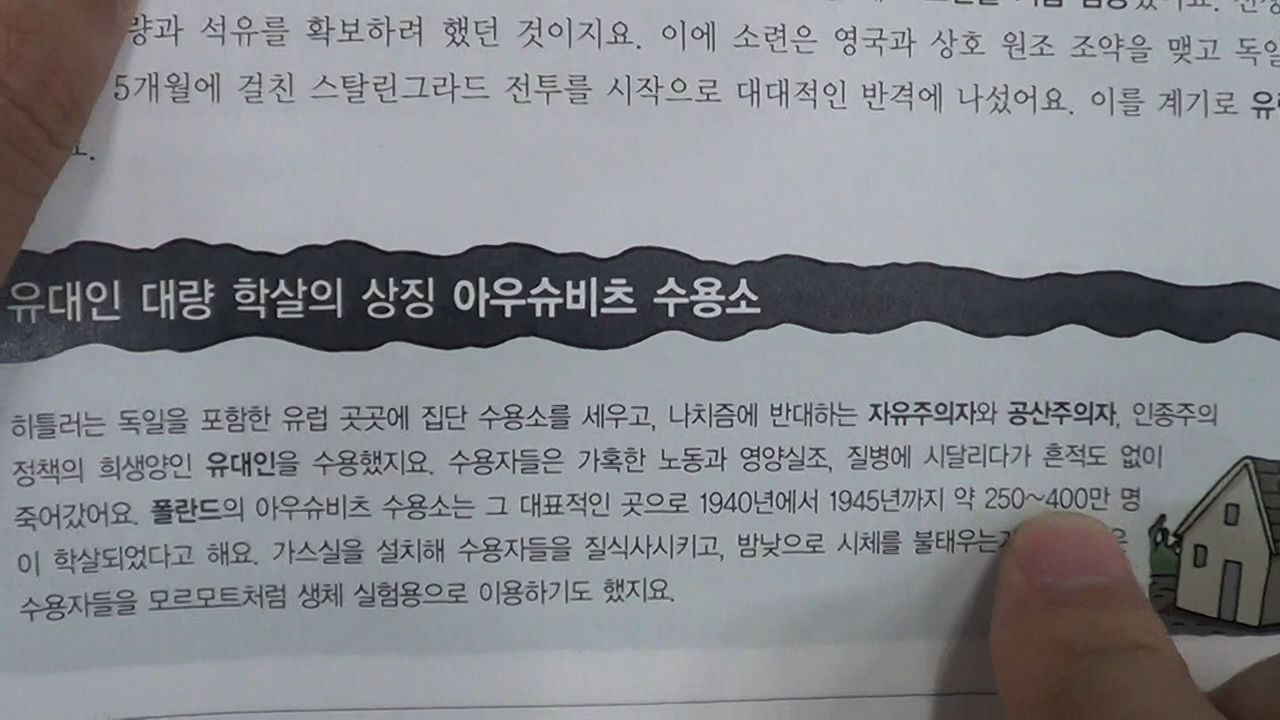 량과 석유를 확보하려 했던 것이지요. 이에 소련은 영국과 상호 원조 조약을 맺고 독일
5개월에 걸친 스탈린그라드 전투를 시작으로 대대적인 반격에 나섰어요. 이를 계기로 유럽
요.
유대인 대량 학살의 상징 아우슈비츠 수용소
히틀러는 독일을 포함한 유럽 곳곳에 집단 수용소를 세우고, 나치즘에 반대하는 자유주의자와 공산주의자, 인종주의
정책의 희생양인 유대인을 수용했지요. 수용자들은 가혹한 노동과 영양실조, 질병에 시달리다가 흔적도 없이
죽어갔어요. 폴란드의 아우슈비츠 수용소는 그 대표적인 곳으로 1940년에서 1945년까지 약 250~400만 명
이 학살되었다고 해요. 가스실을 설치해 수용자들을 질식사시키고, 밤낮으로 시체를 불태우는
수용자들을 모르모트처럼 생체 실험용으로 이용하기도 했지요.